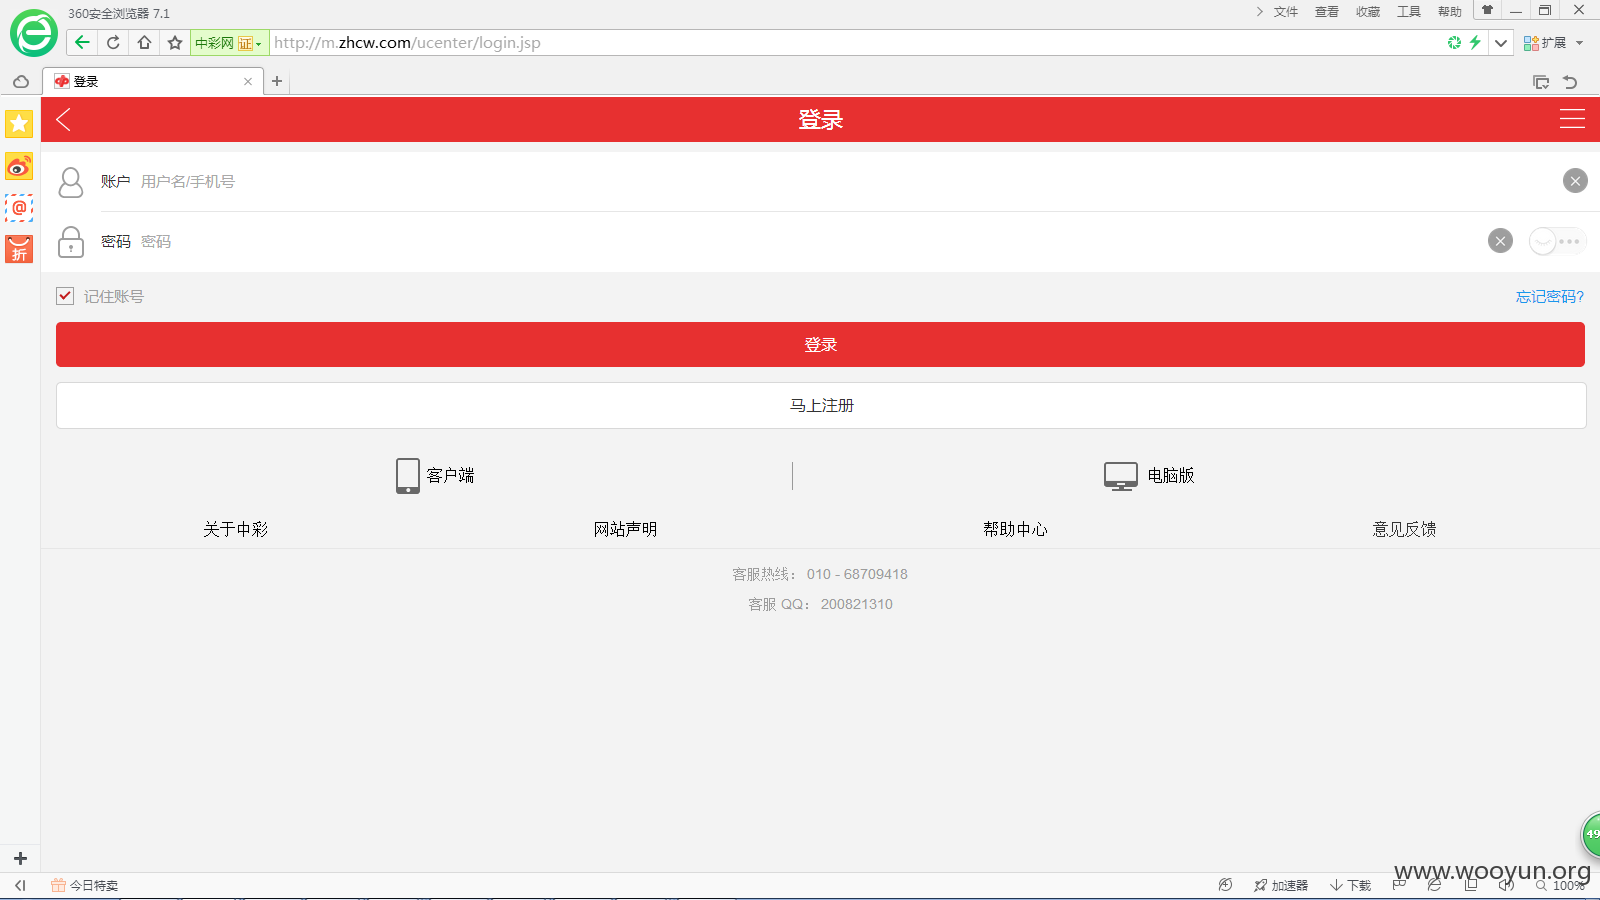 360安全浏览器 7.1
文件 查看 收藏 工具 帮助
中彩网 证 http://m.zhcw.com/ucenter/login.jsp 扩展
登录
登录
账户 用户名/手机号
密码 密码
@
折
记住账号 忘记密码?
登录
马上注册
客户端 电脑版
关于中彩 网站声明 帮助中心 意见反馈
客服热线： 010 - 68709418
客服 QQ： 200821310
49
www.wooyun.org
今日特卖 加速器 下载 100%